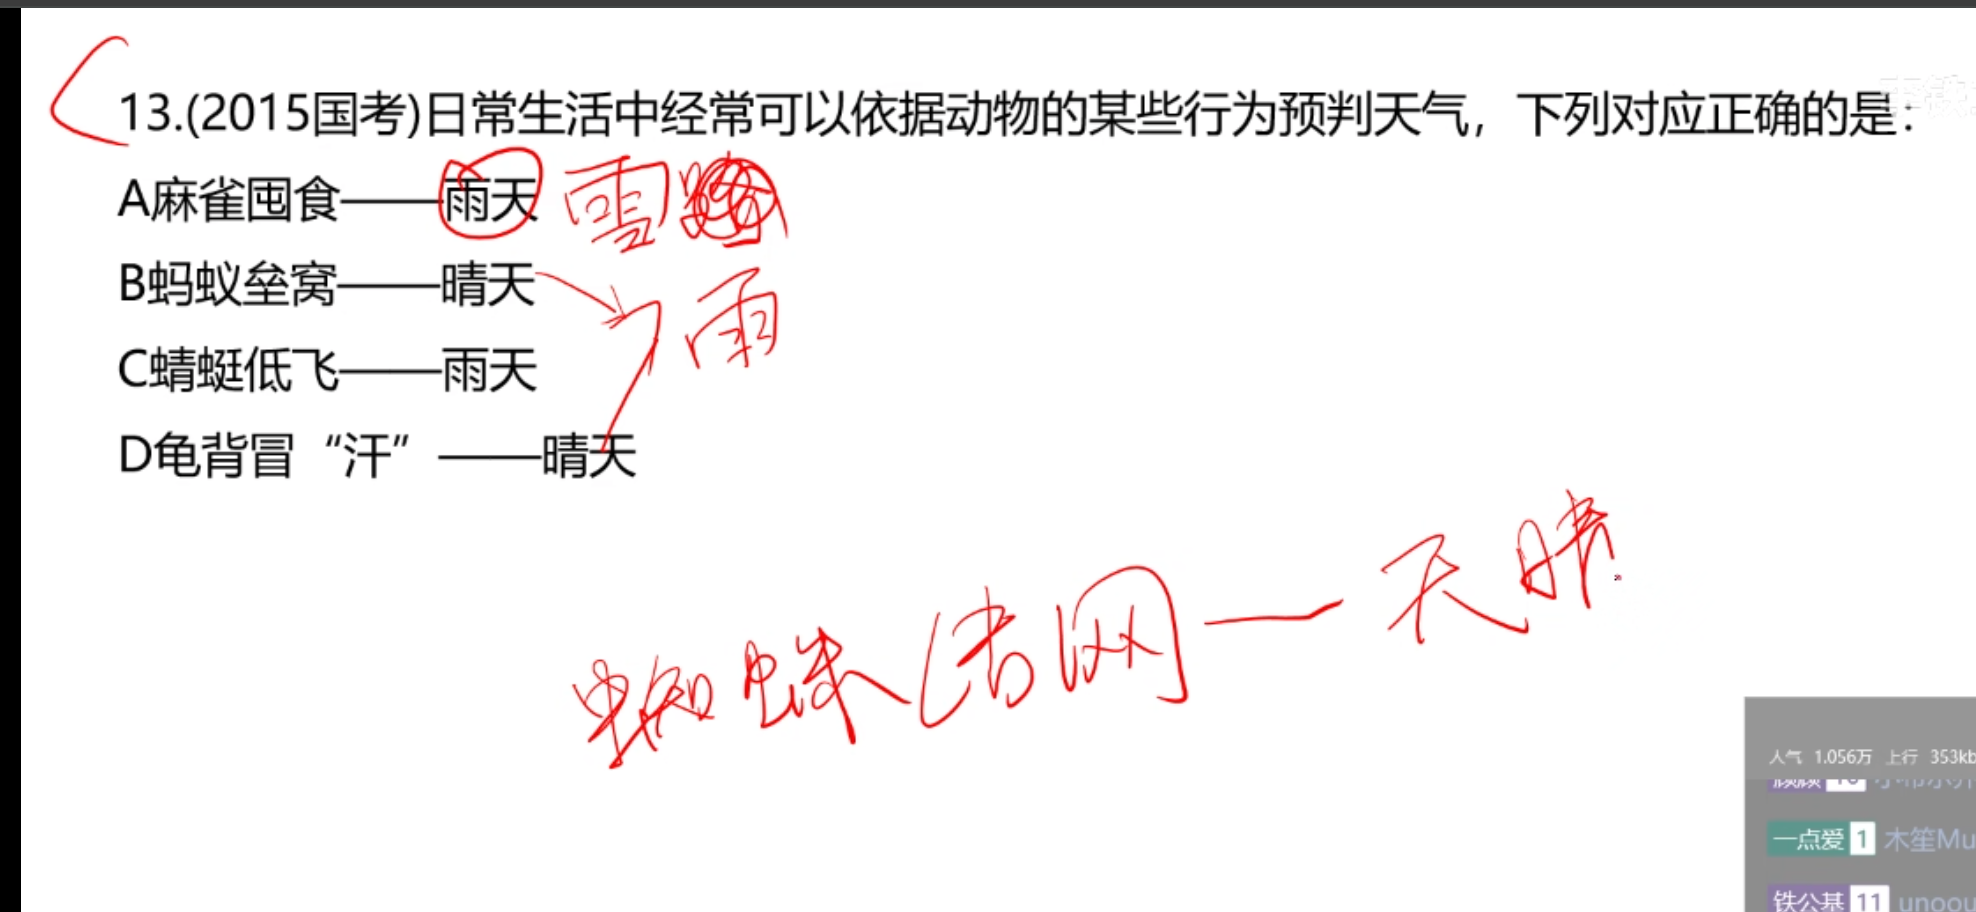 13.(2015国考)日常生活中经常可以依据动物的某些行为预判天气，下列对应正确的是：
A麻雀囤食——雨天 雪
B蚂蚁垒窝——晴天 雨
C蜻蜓低飞——雨天
D龟背冒“汗”——晴天
蜘蛛结网—天晴
人气 1.056万 上行 353kb
一点爱 1 木笙Mu
铁公基 11 unoou